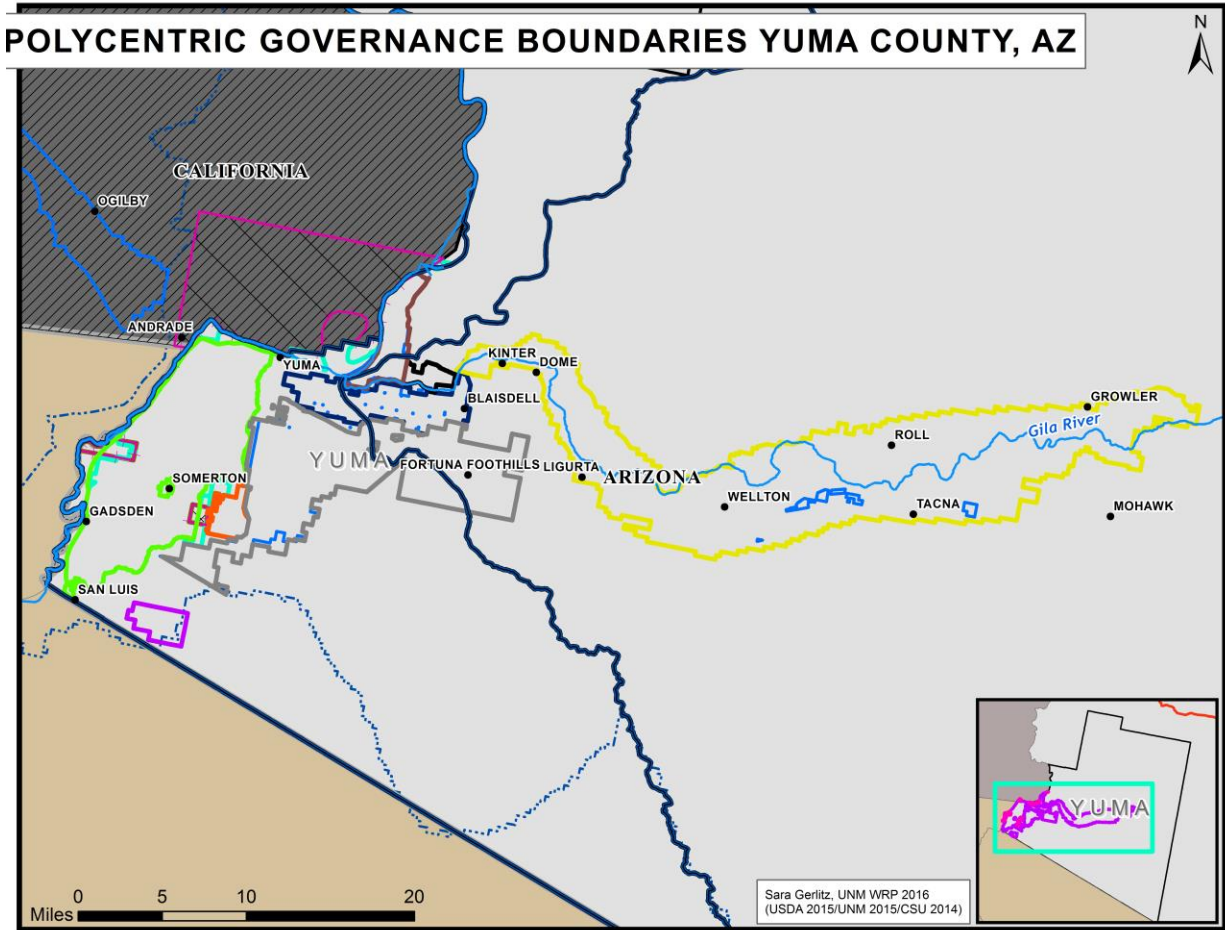 POLYCENTRIC GOVERNANCE BOUNDARIES YUMA COUNTY, AZ
N
CALIFORNIA
OGILBY
ANDRADE
YUMA
KINTER
DOME
BLAISDELL
GROWLER
Gila River
ROLL
YUMA
FORTUNA FOOTHILLS
LIGURTA
ARIZONA
SOMERTON
WELLTON
TACNA
MOHAWK
GADSDEN
SAN LUIS
YUMA
0 5 10 20
Miles
Sara Gerlitz, UNM WRP 2016
(USDA 2015/UNM 2015/CSU 2014)